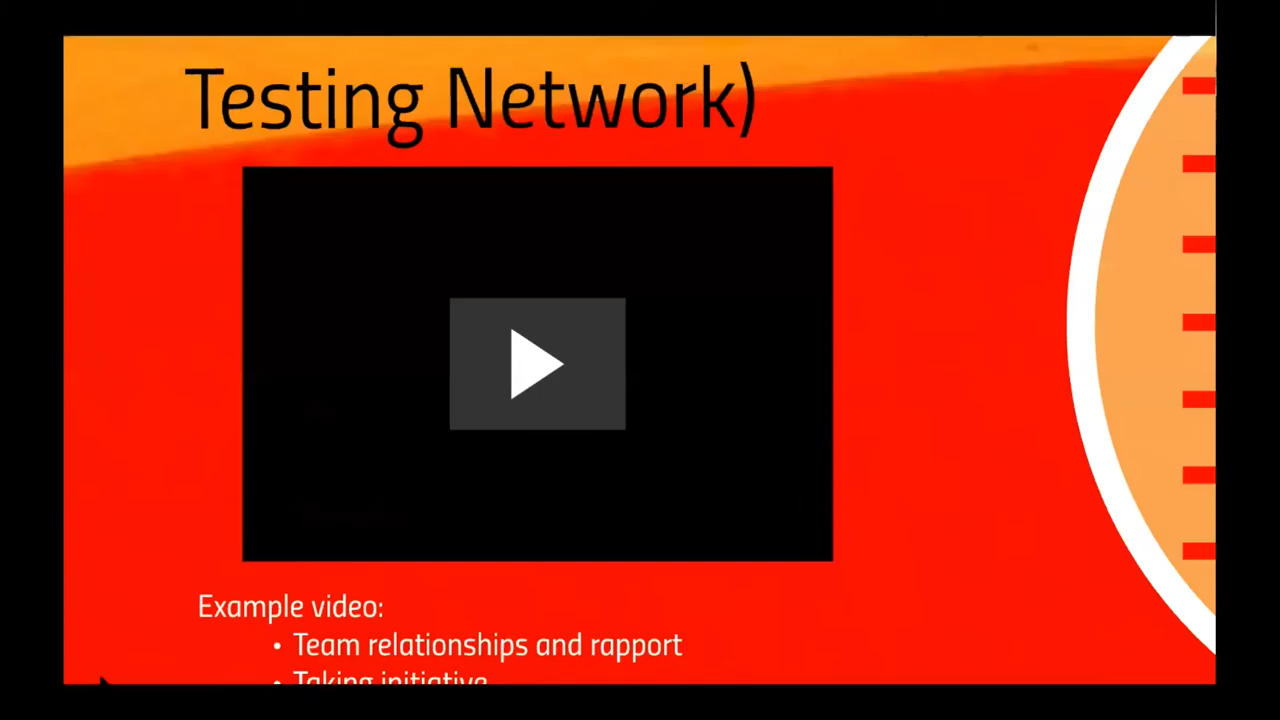 Testing Network)
Example video:
• Team relationships and rapport
• Taking initiative